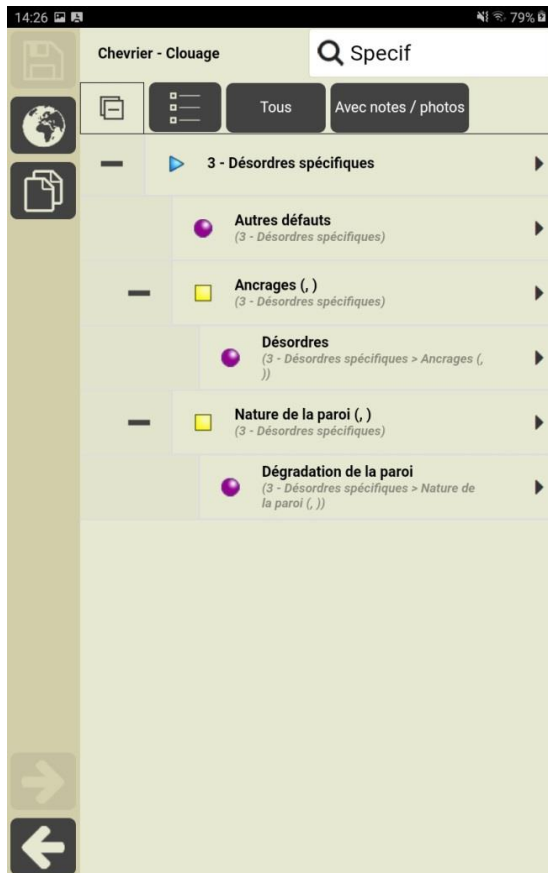 14:26 79%
Chevrier - Clouage
Specif
Tous
Avec notes / photos
3 - Désordres spécifiques
Autres défauts
(3 - Désordres spécifiques)
Ancrages (, )
(3 - Désordres spécifiques)
Désordres
(3 - Désordres spécifiques > Ancrages (,
))
Nature de la paroi (, )
(3 - Désordres spécifiques)
Dégradation de la paroi
(3 - Désordres spécifiques > Nature de
la paroi (, ))